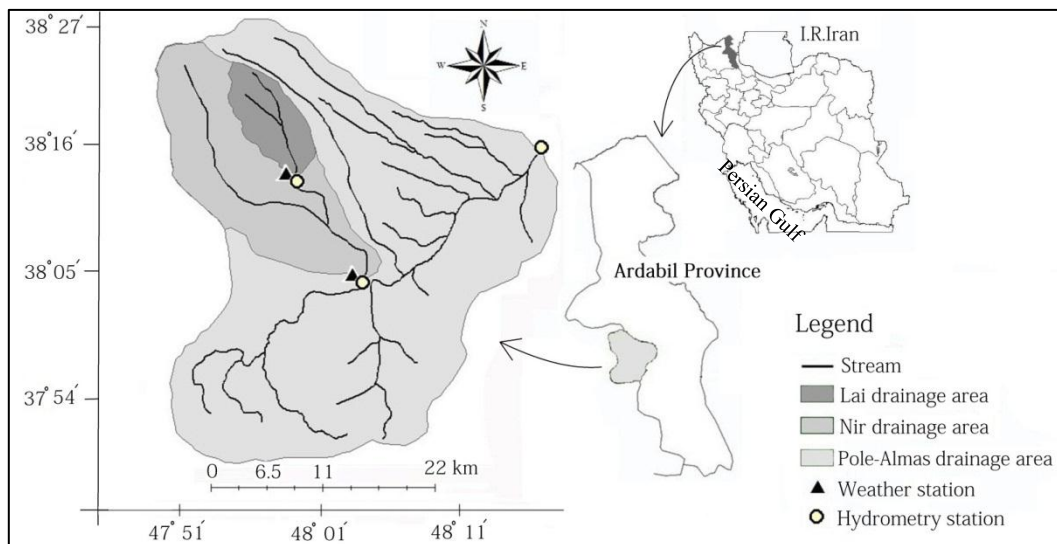 38° 27′
38° 16′
38° 05′
37° 54′
N
W
E
S
0 6.5 11 22 km
47° 51′ 48° 01′ 48° 11′
I.R.Iran
Persian Gulf
Ardabil Province
Legend
Stream
Lai drainage area
Nir drainage area
Pole-Almas drainage area
Weather station
Hydrometry station